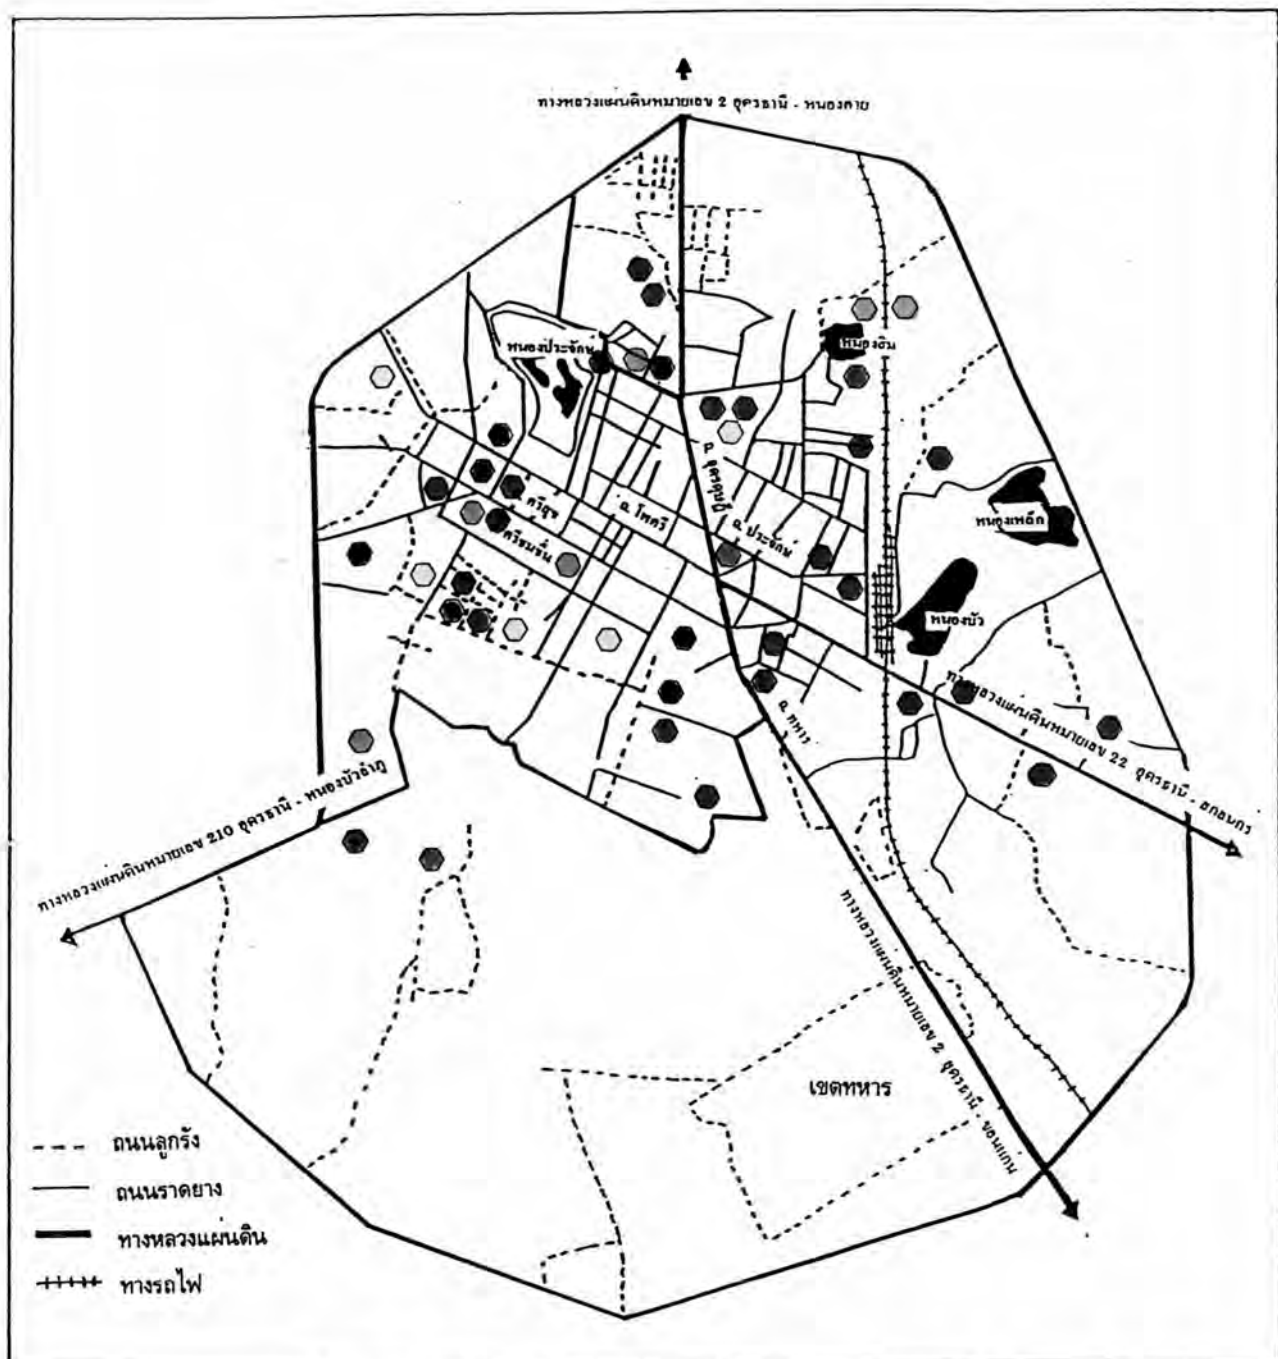 ทางหลวงแผ่นดินหมายเลข 2 อุดรธานี - หนองคาย
หนองประจักษ์
หนองสิม
ถ. อุดรดุษฎี
ศรีสุข
ถ. โพศรี
ถ. ประจักษ์
หนองเหล็ก
ศรีชมชื่น
หนองบัว
ถ. ทหาร
ทางหลวงแผ่นดินหมายเลข 22 อุดรธานี - สกลนคร
ทางหลวงแผ่นดินหมายเลข 210 อุดรธานี - หนองบัวลำภู
ทางหลวงแผ่นดินหมายเลข 2 อุดรธานี - ขอนแก่น
เขตทหาร
ถนนลูกรัง
ถนนราดยาง
ทางหลวงแผ่นดิน
ทางรถไฟ